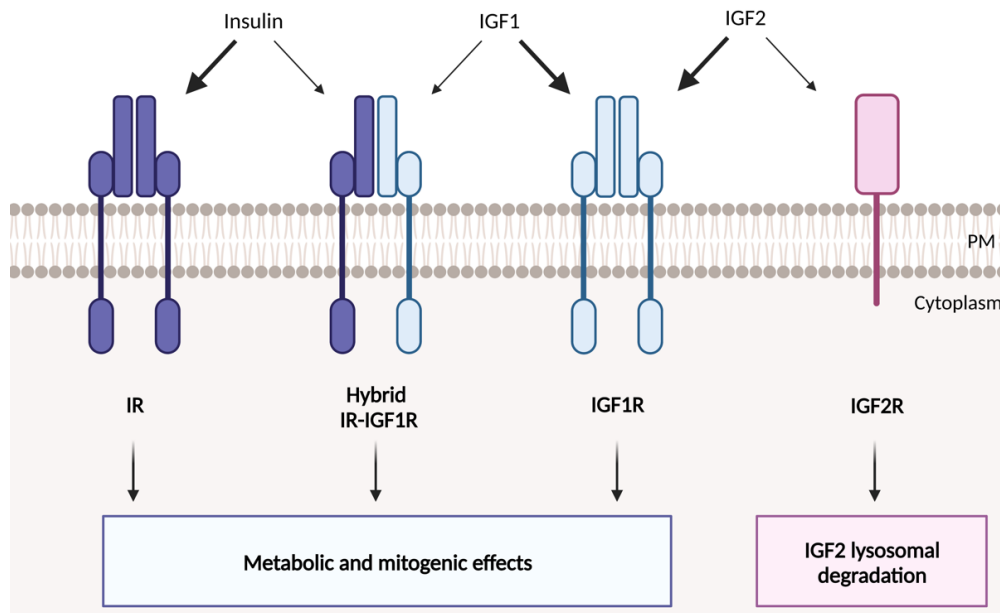 Insulin
IGF1
IGF2
PM
Cytoplasm
IR
Hybrid
IR-IGF1R
IGF1R
IGF2R
Metabolic and mitogenic effects
IGF2 lysosomal
degradation